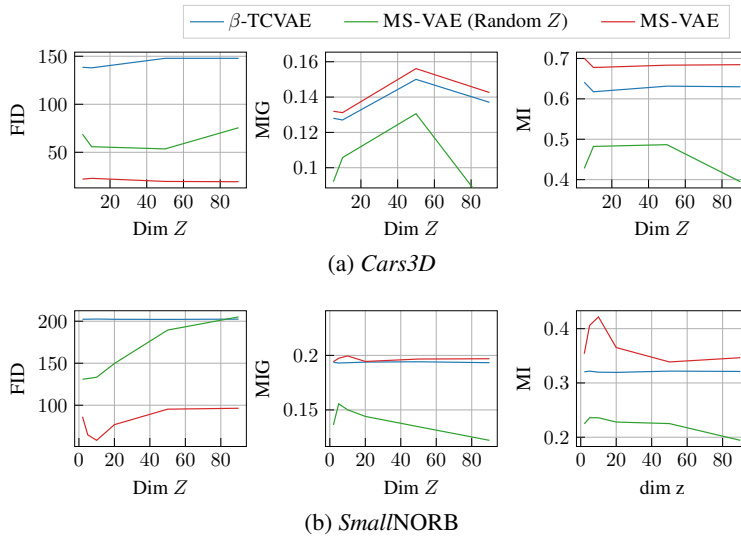 β-TCVAE MS-VAE (Random Z) MS-VAE
150
100
50
FID
20 40 60 80
Dim Z
0.16
0.14
0.12
0.1
MIG
20 40 60 80
Dim Z
0.7
0.6
0.5
0.4
MI
20 40 60 80
Dim Z
(a) Cars3D
200
150
100
FID
0 20 40 60 80
Dim Z
0.2
0.15
MIG
0 20 40 60 80
Dim Z
0.4
0.3
0.2
MI
0 20 40 60 80
dim z
(b) SmallNORB